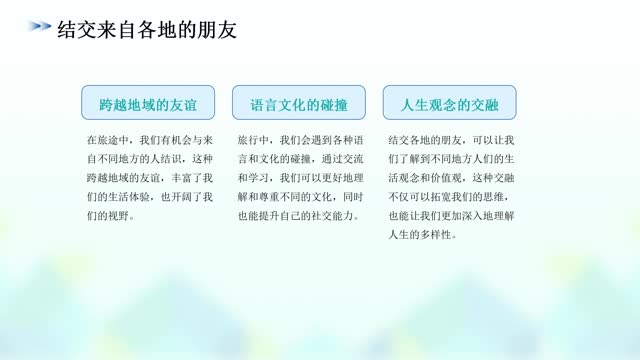 结交来自各地的朋友
跨越地域的友谊
在旅途中，我们有机会与来
自不同地方的人结识，这种
跨越地域的友谊，丰富了我
们的生活体验，也开阔了我
们的视野。
语言文化的碰撞
旅行中，我们会遇到各种语
言和文化的碰撞，通过交流
和学习，我们可以更好地理
解和尊重不同的文化，同时
也能提升自己的社交能力。
人生观念的交融
结交各地的朋友，可以让我
们了解到不同地方人们的生
活观念和价值观，这种交融
不仅可以拓宽我们的思维，
也能让我们更加深入地理解
人生的多样性。